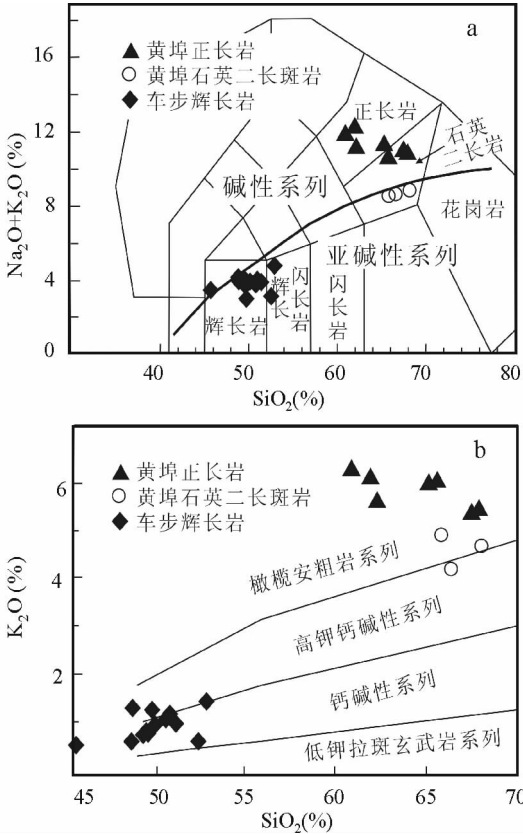 a
16
12
8
4
0
Na₂O+K₂O (%)
黄埠正长岩
黄埠石英二长斑岩
车步辉长岩
正长岩
石英
二长岩
碱性系列
花岗岩
亚碱性系列
辉长岩
辉长
闪长岩
闪长岩
40 50 60 70 80
SiO₂(%)
b
6
4
2
0
K₂O (%)
黄埠正长岩
黄埠石英二长斑岩
车步辉长岩
橄榄安粗岩系列
高钾钙碱性系列
钙碱性系列
低钾拉斑玄武岩系列
45 50 55 60 65 70
SiO₂(%)